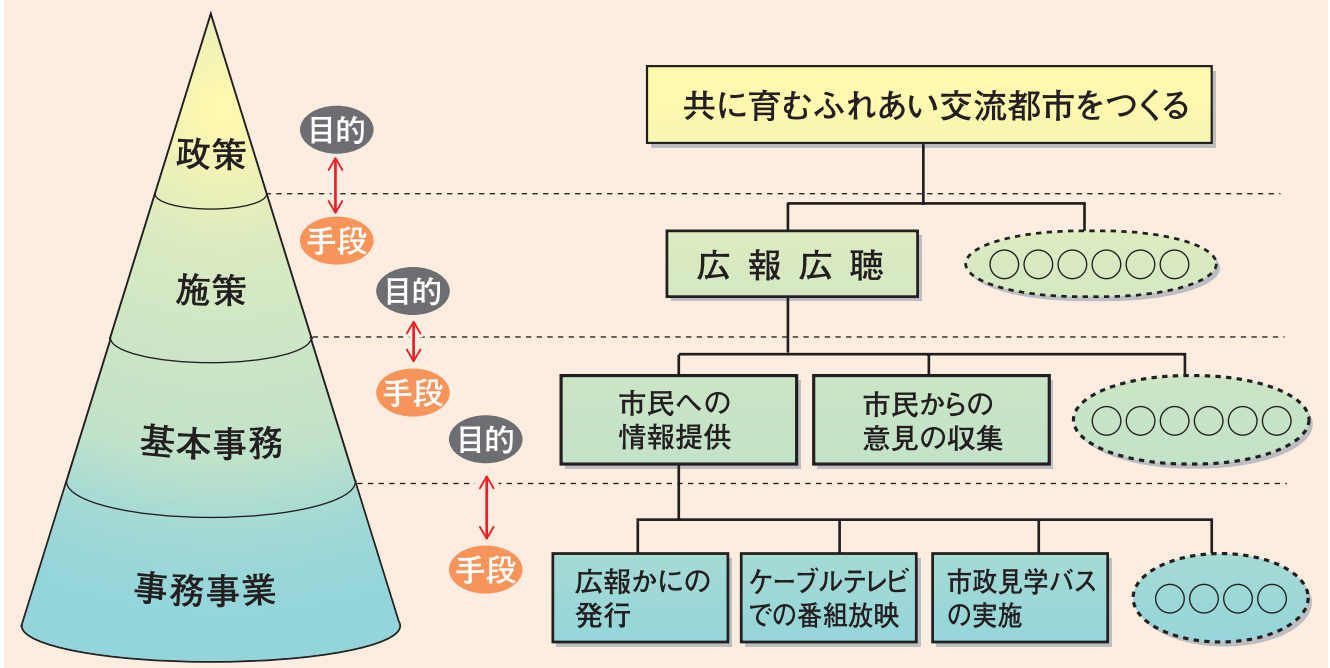 政策
目的
手段
共に育むふれあい交流都市をつくる
施策
目的
手段
広報広聴
○○○○○○
基本事務
目的
手段
市民への
情報提供
市民からの
意見の収集
○○○○○○
事務事業
広報かにの
発行
ケーブルテレビ
での番組放映
市政見学バス
の実施
○○○○